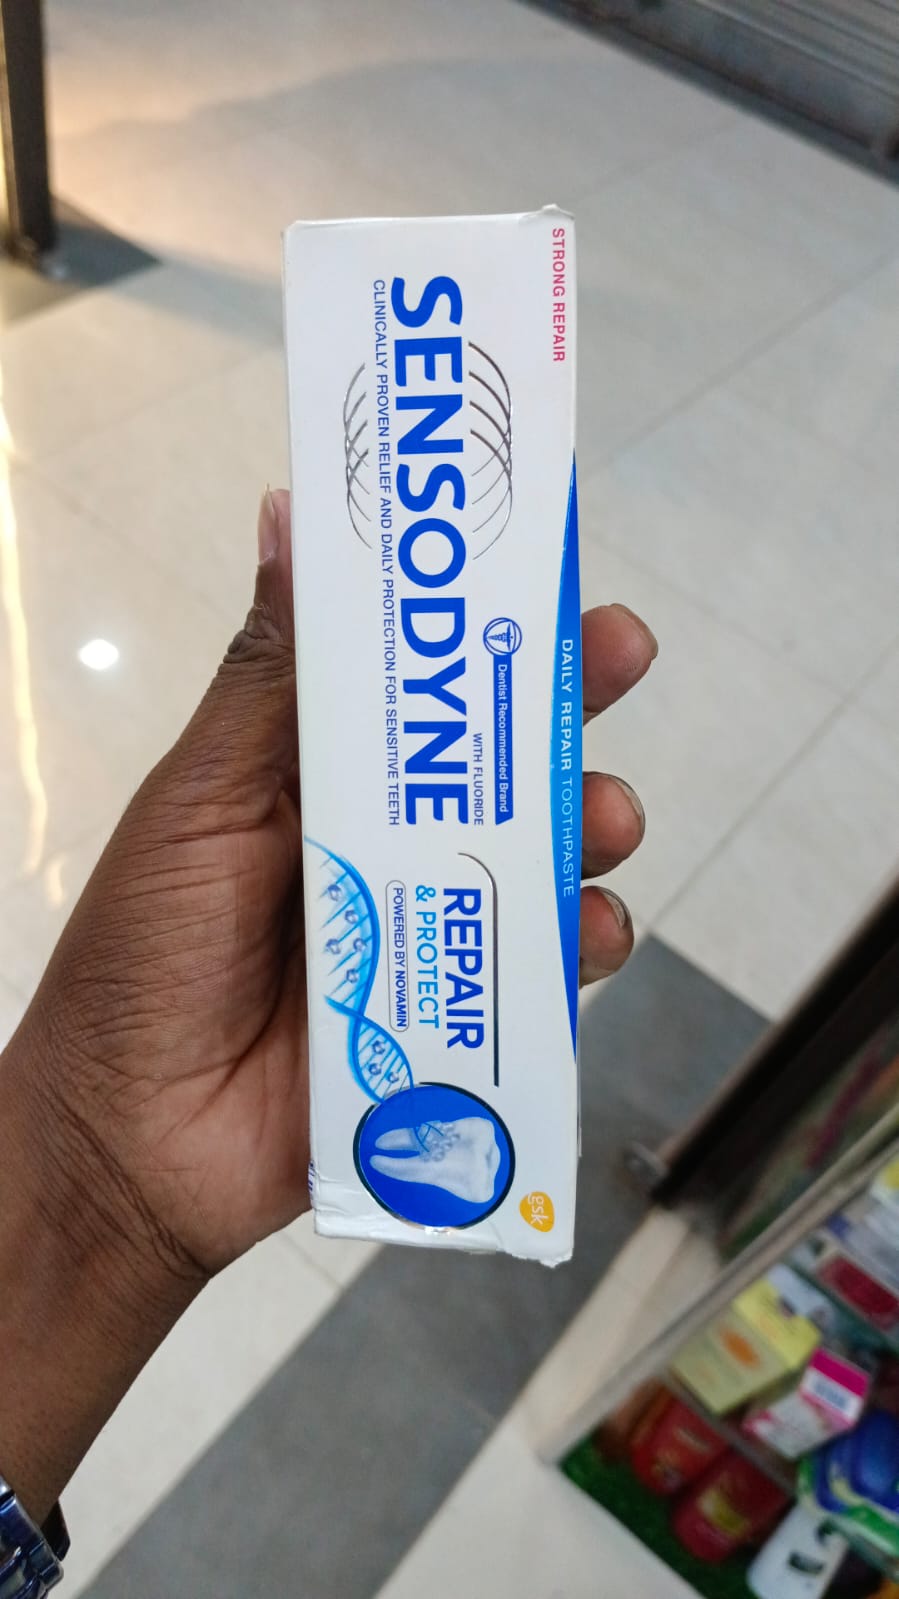 STRONG REPAIR
DAILY REPAIR TOOTHPASTE
Dentist Recommended Brand
WITH FLUORIDE
SENSODYNE
CLINICALLY PROVEN RELIEF AND DAILY PROTECTION FOR SENSITIVE TEETH
REPAIR
& PROTECT
POWERED BY NOVAMIN
gsk